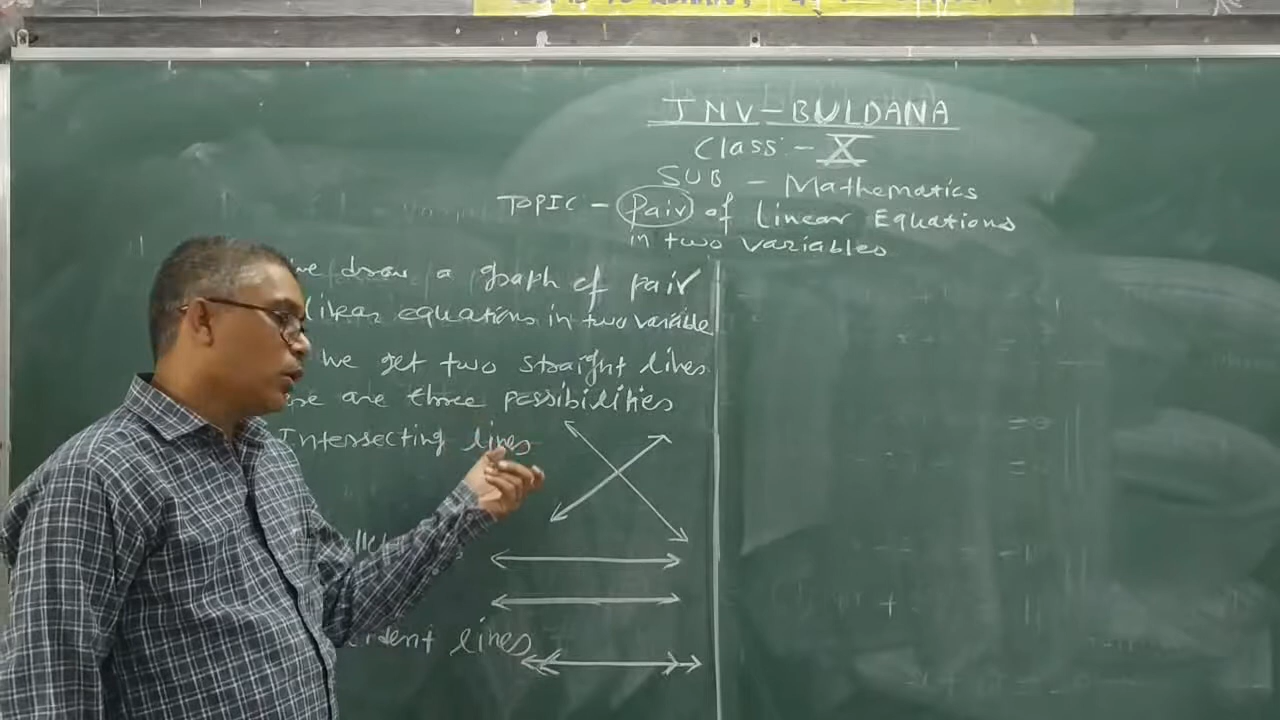 JNV - BULDANA
Class - X
SUB - Mathematics
TOPIC - Pair of Linear Equations
in two variables
we draw a graph of pair
linear equations in two variable
we get two straight lines
are three possibilities
Intersecting lines
lines